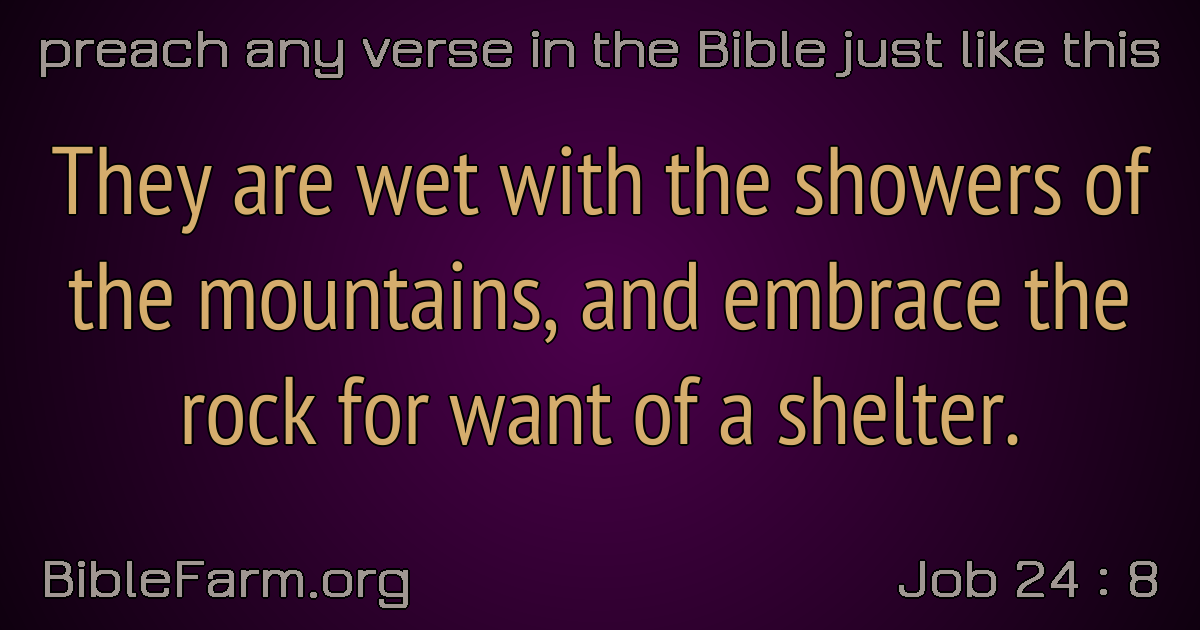 preach any verse in the Bible just like this
They are wet with the showers of
the mountains, and embrace the
rock for want of a shelter.
BibleFarm.org
Job 24 : 8